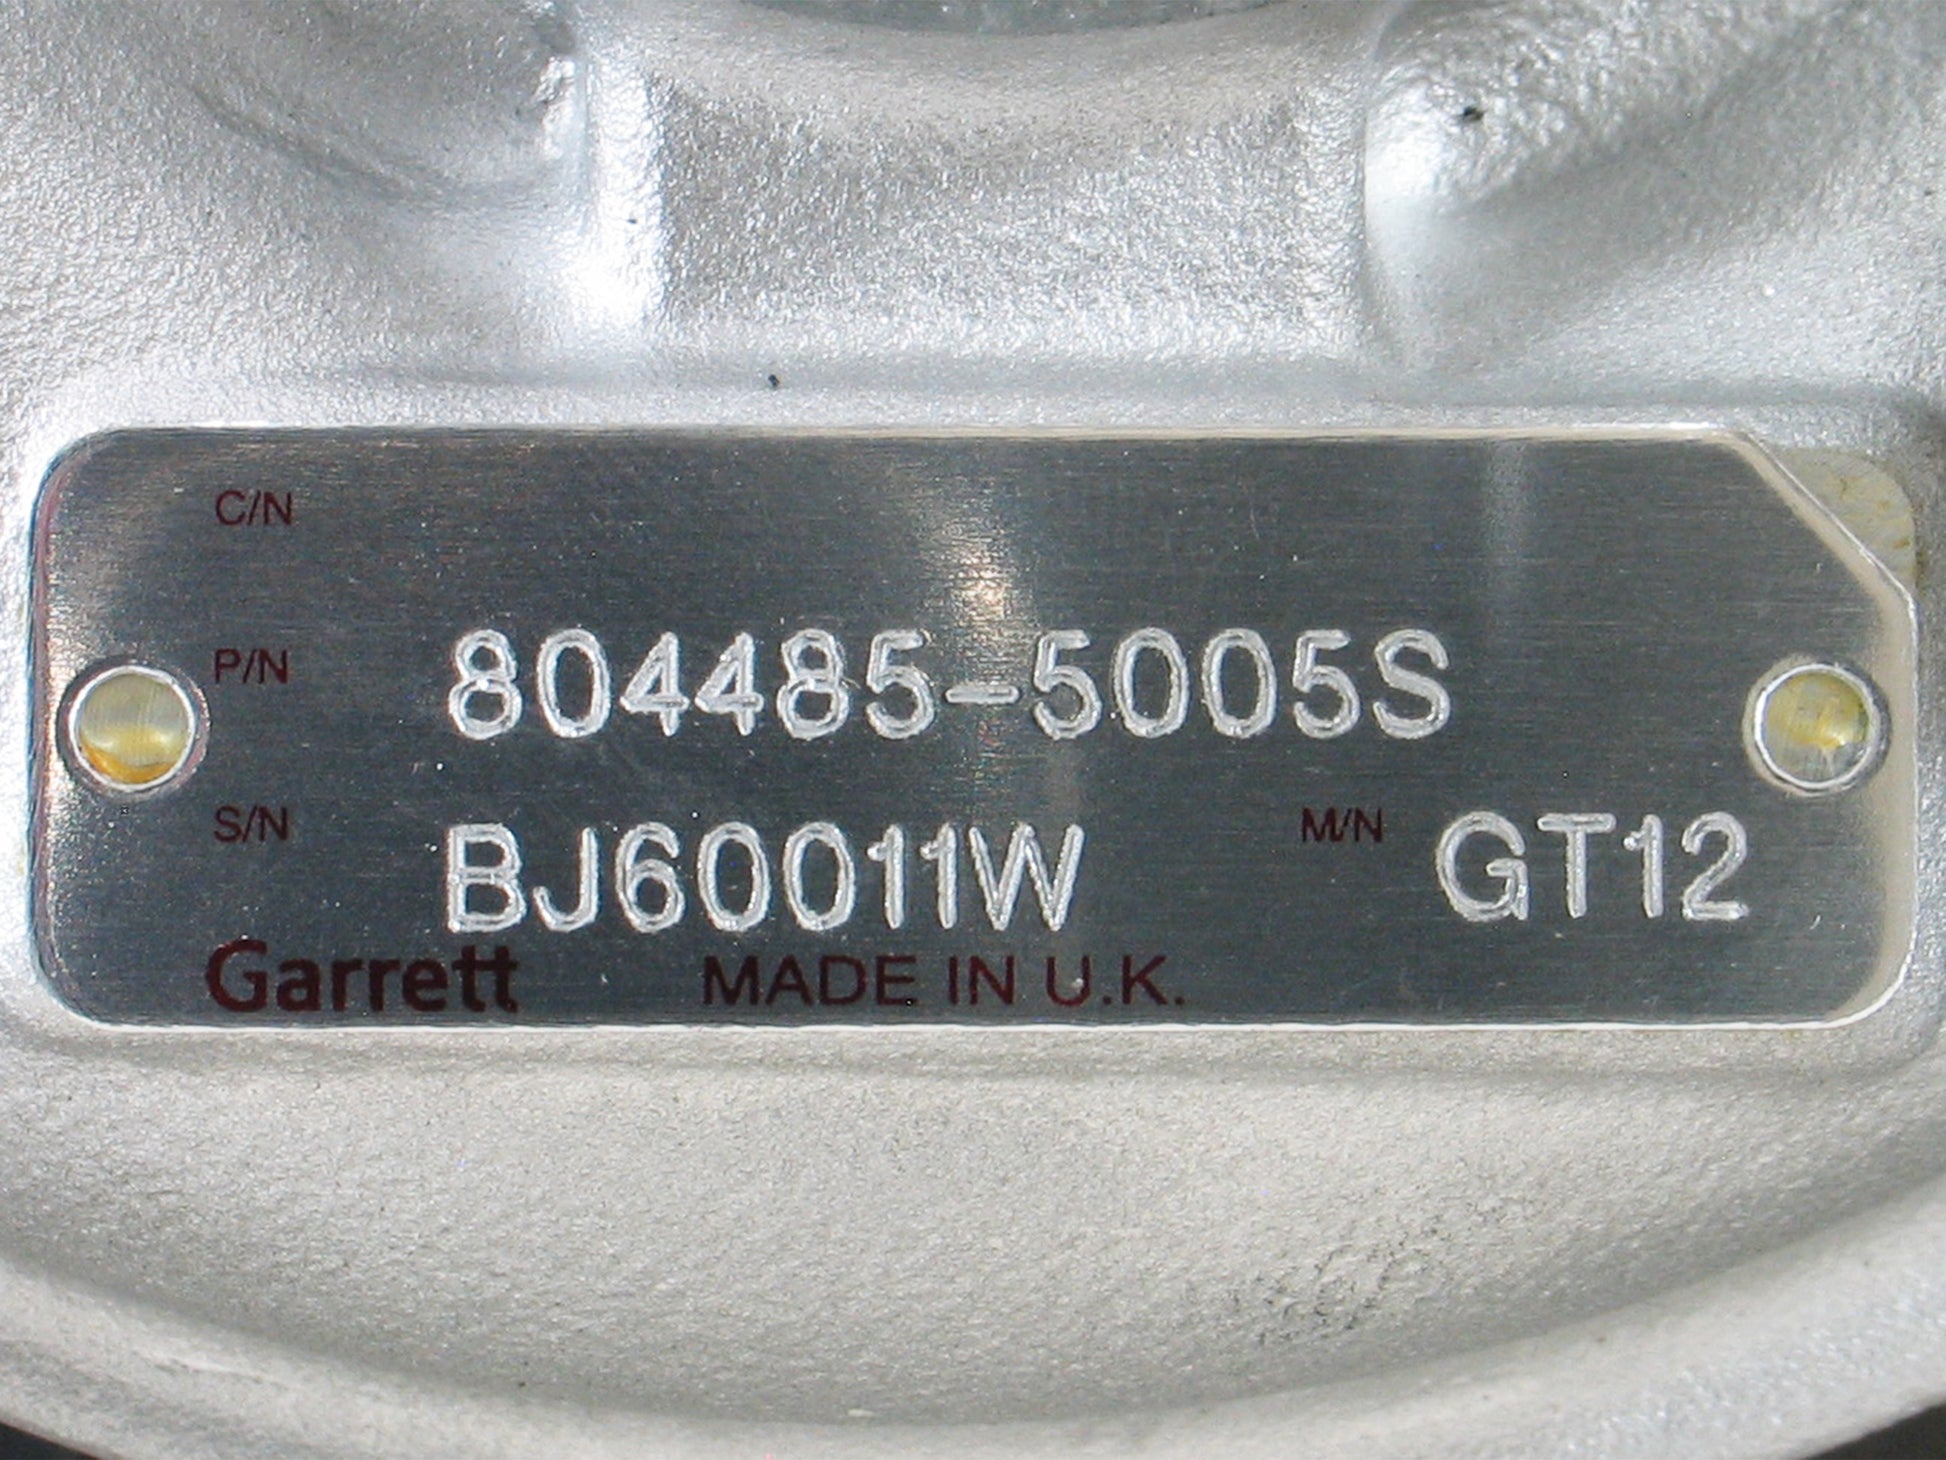 C/N
P/N 804485-5005S
S/N BJ60011W M/N GT12
Garrett MADE IN U.K.